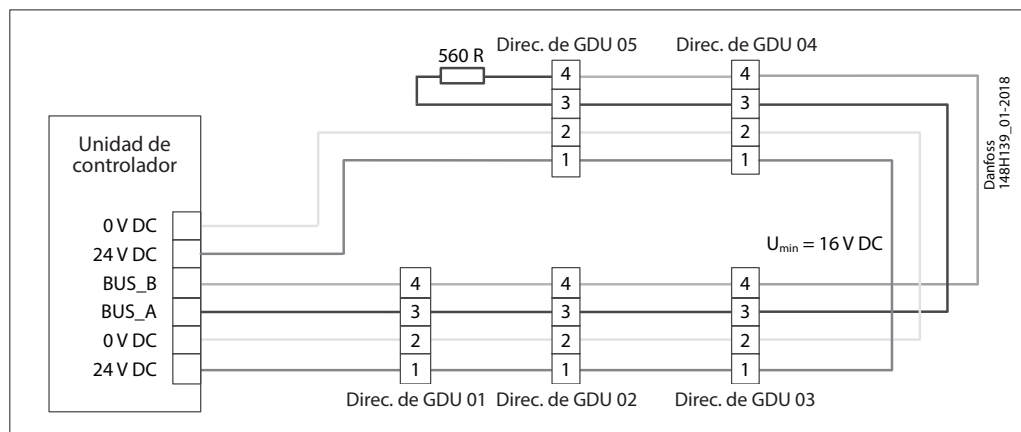 Direc. de GDU 05
Direc. de GDU 04
560 R
4
4
3
3
2
2
1
1
Danfoss
148H139_01-2018
Unidad de
controlador
0 V DC
24 V DC
BUS_B
BUS_A
0 V DC
24 V DC
Umin = 16 V DC
4
4
4
3
3
3
2
2
2
1
1
1
Direc. de GDU 01
Direc. de GDU 02
Direc. de GDU 03